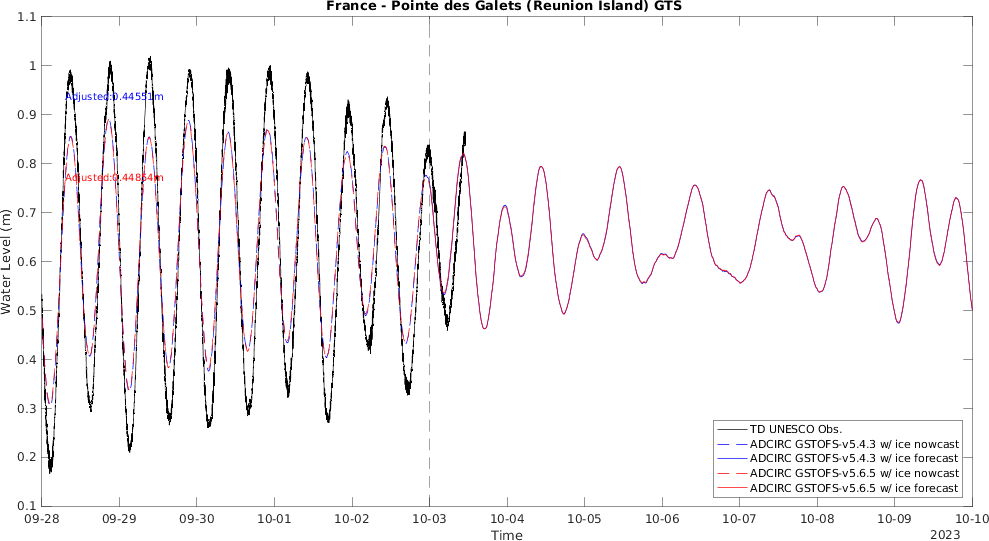 France - Pointe des Galets (Reunion Island) GTS
1.1
1
0.9
0.8
0.7
0.6
0.5
0.4
0.3
0.2
0.1
Water Level (m)
Adjusted:0.44551m
Adjusted:0.44864m
TD UNESCO Obs.
ADCIRC GSTOFS-v5.4.3 w/ ice nowcast
ADCIRC GSTOFS-v5.4.3 w/ ice forecast
ADCIRC GSTOFS-v5.6.5 w/ ice nowcast
ADCIRC GSTOFS-v5.6.5 w/ ice forecast
09-28 09-29 09-30 10-01 10-02 10-03 10-04 10-05 10-06 10-07 10-08 10-09 10-10
Time
2023